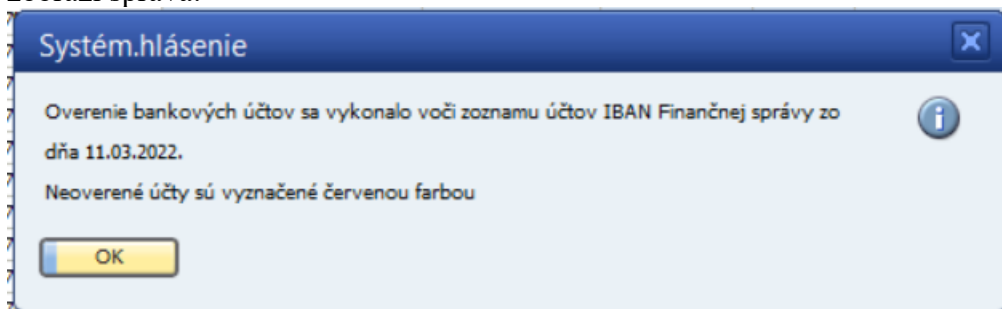 Systém.hlásenie
Overenie bankových účtov sa vykonalo voči zoznamu účtov IBAN Finančnej správy zo
dňa 11.03.2022.
Neoverené účty sú vyznačené červenou farbou
OK